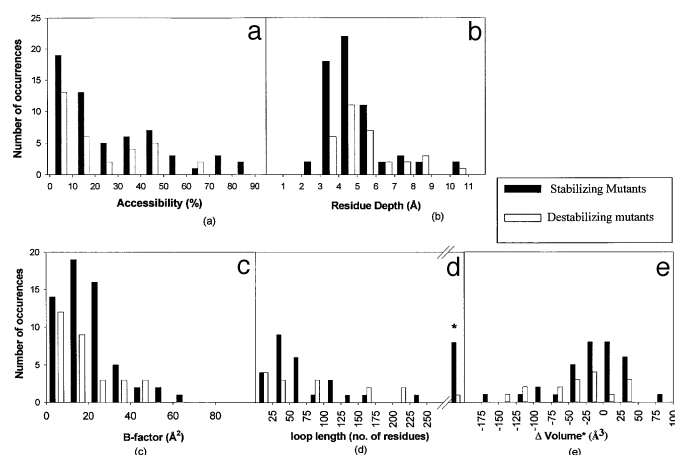 a
b
Number of occurrences
25
20
15
10
5
0
0 10 20 30 40 50 60 70 80 90
1 2 3 4 5 6 7 8 9 10 11
Accessibility (%)
Residue Depth (Å)
(a)
(b)
Stabilizing Mutants
Destabilizing mutants
c
d
e
Number of occurrences
20
15
10
5
0
*
0 20 40 60 80
25 50 75 100 125 150 175 200 225 250
-175 -150 -125 -100 -75 -50 -25 0 25 50 75 100
B-factor (Å²)
loop length (no. of residues)
Δ Volume* (Å³)
(c)
(d)
(e)